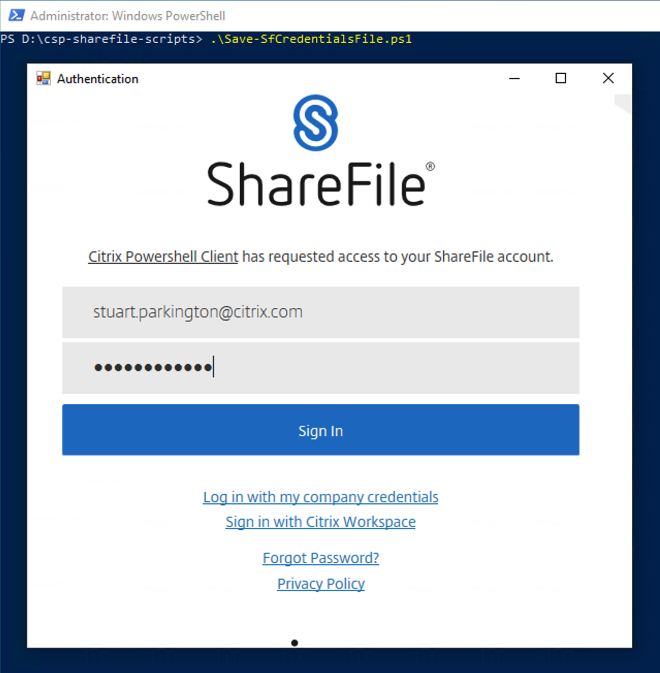 Administrator: Windows PowerShell
PS D:\csp-sharefile-scripts> .\Save-SfCredentialsFile.ps1
Authentication
ShareFile®
Citrix Powershell Client has requested access to your ShareFile account.
stuart.parkington@citrix.com
●●●●●●●●●●●●
Sign In
Log in with my company credentials
Sign in with Citrix Workspace
Forgot Password?
Privacy Policy